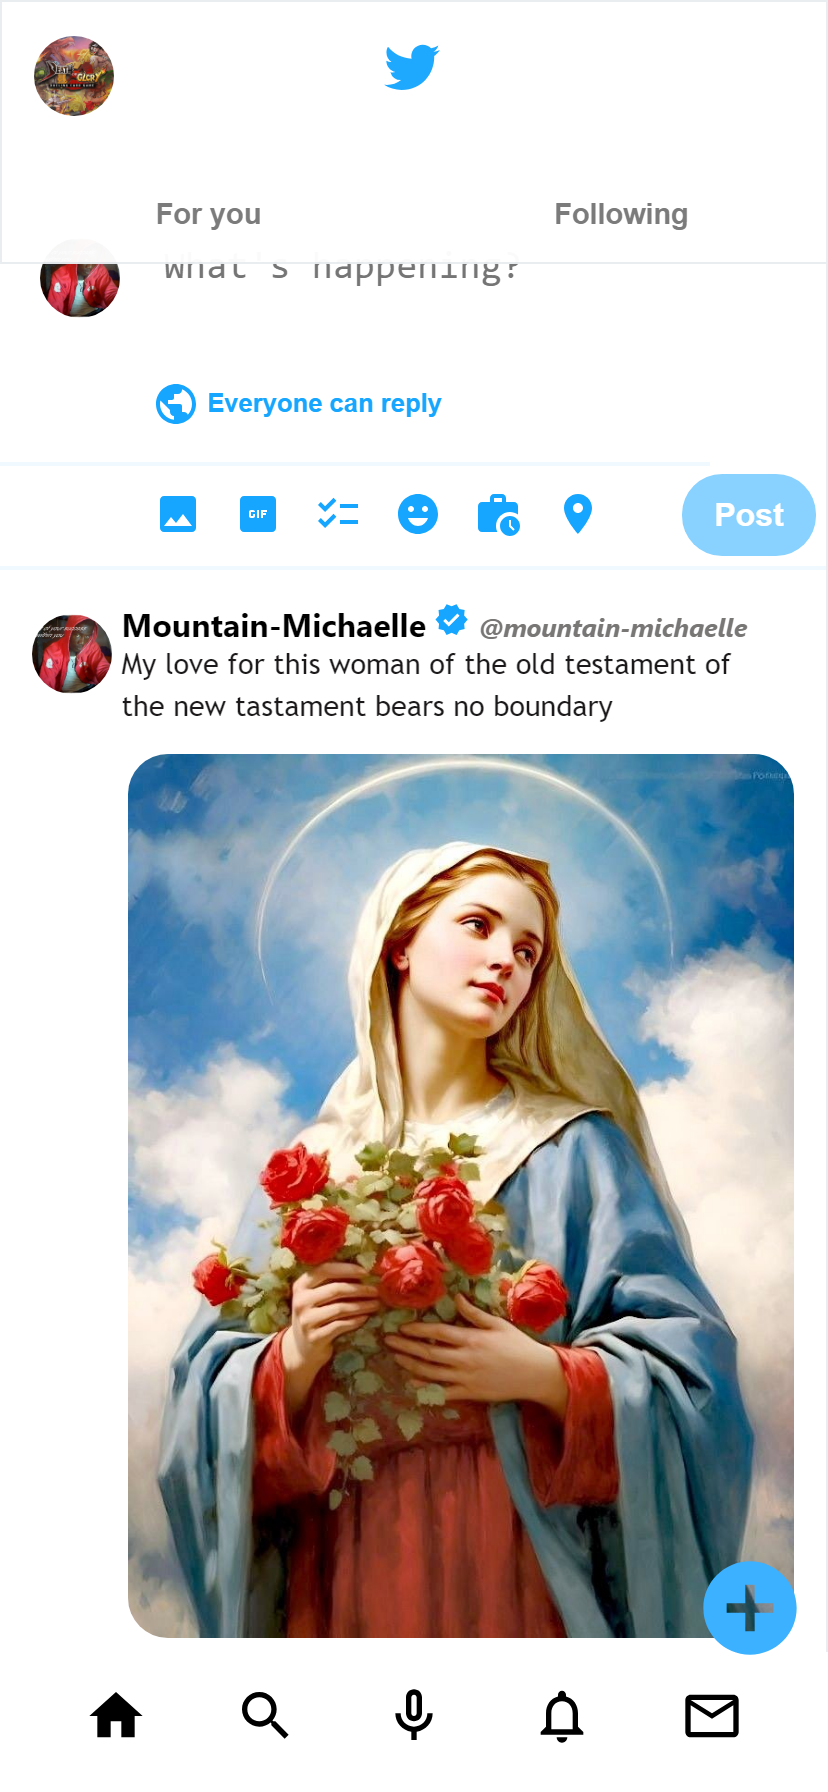 For you
Following
What's happening?
Everyone can reply
GIF
Post
Mountain-Michaelle @mountain-michaelle
My love for this woman of the old testament of
the new tastament bears no boundary